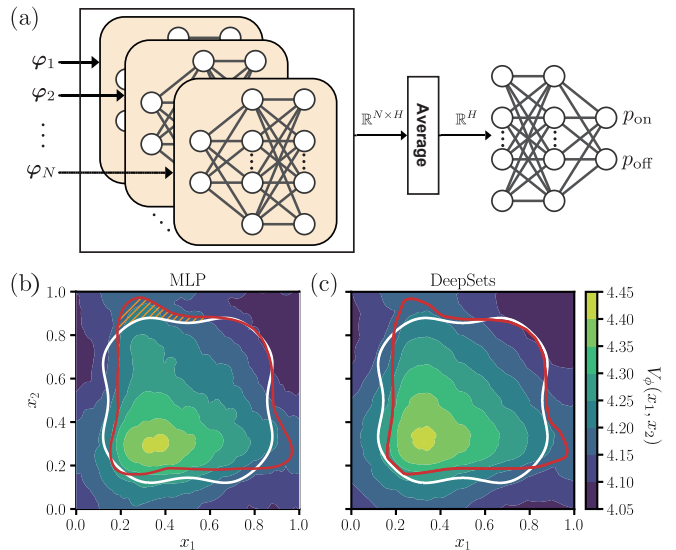 (a)
φ₁
φ₂
⋮
φ_N
ℝ^{N×H}
Average
ℝ^H
p_on
p_off
(b)
MLP
(c)
DeepSets
1.0
0.8
0.6
0.4
0.2
0.0
x₂
0.0 0.2 0.4 0.6 0.8 1.0
x₁
0.0 0.2 0.4 0.6 0.8 1.0
x₁
4.45
4.40
4.35
4.30
4.25
4.20
4.15
4.10
4.05
V_ϕ(x₁, x₂)